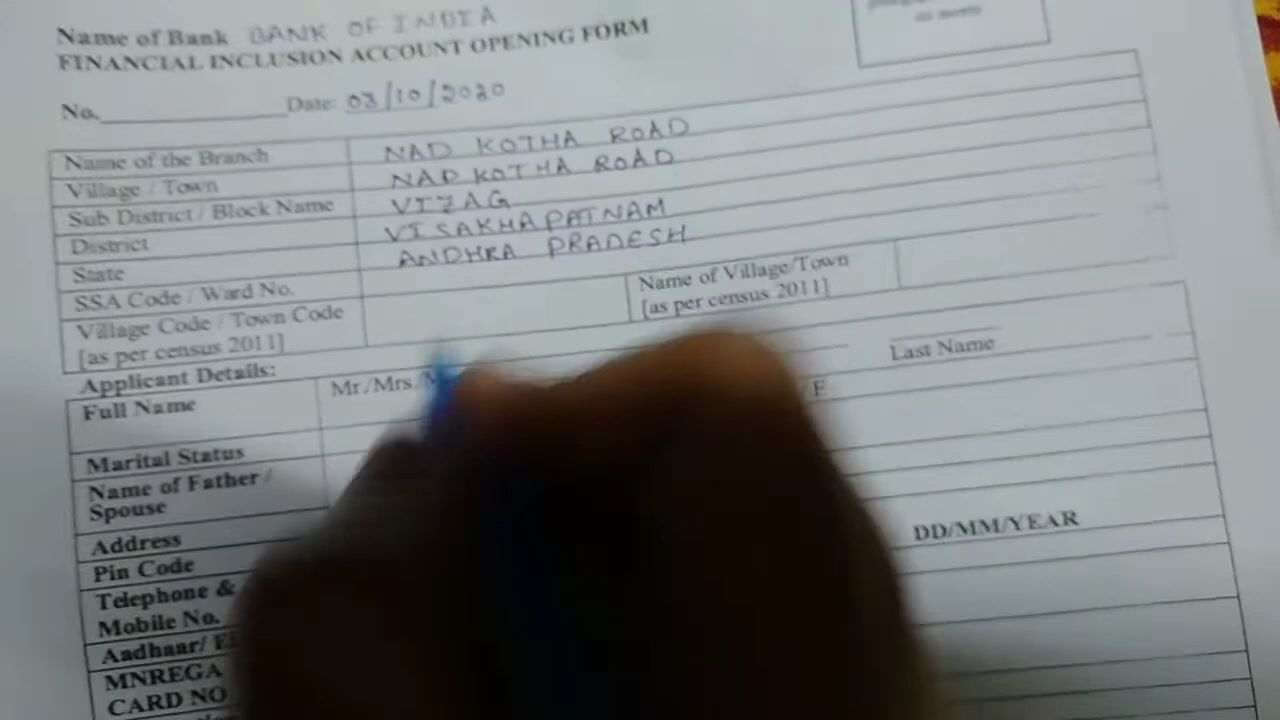 Name of Bank BANK OF INDIA
FINANCIAL INCLUSION ACCOUNT OPENING FORM
No. Date: 03/10/2020
Name of the Branch NAD KOTHA ROAD
Village / Town NAD KOTHA ROAD
Sub District / Block Name VIZAG
District VISAKHAPATNAM
State ANDHRA PRADESH
SSA Code / Ward No.
Village Code / Town Code Name of Village/Town
[as per census 2011] [as per census 2011]
Applicant Details:
Full Name Mr./Mrs. Last Name
Marital Status
Name of Father /
Spouse
Address DD/MM/YEAR
Pin Code
Telephone &
Mobile No.
Aadhaar/
MNREGA
CARD NO